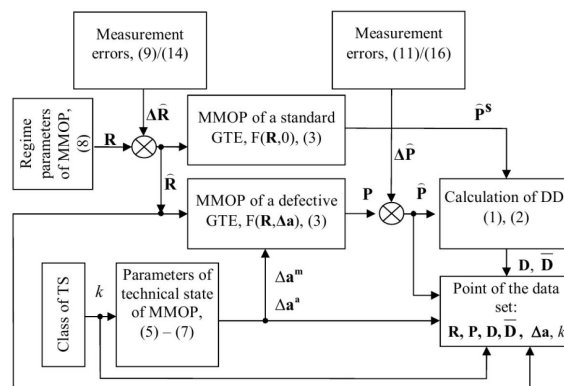 Measurement
errors, (9)/(14)
Measurement
errors, (11)/(16)
Regime
parameters
of MMOP,
(8)
R
ΔR̂
R̂
MMOP of a standard
GTE, F(R,0), (3)
P̂ˢ
ΔP̂
MMOP of a defective
GTE, F(R,Δa), (3)
P
P̂
Calculation of DD
(1), (2)
D, D̅
Class of TS
k
Parameters of
technical state
of MMOP,
(5) – (7)
Δaᵐ
Δaᵃ
Point of the data
set:
R, P, D, D̅, Δa, k